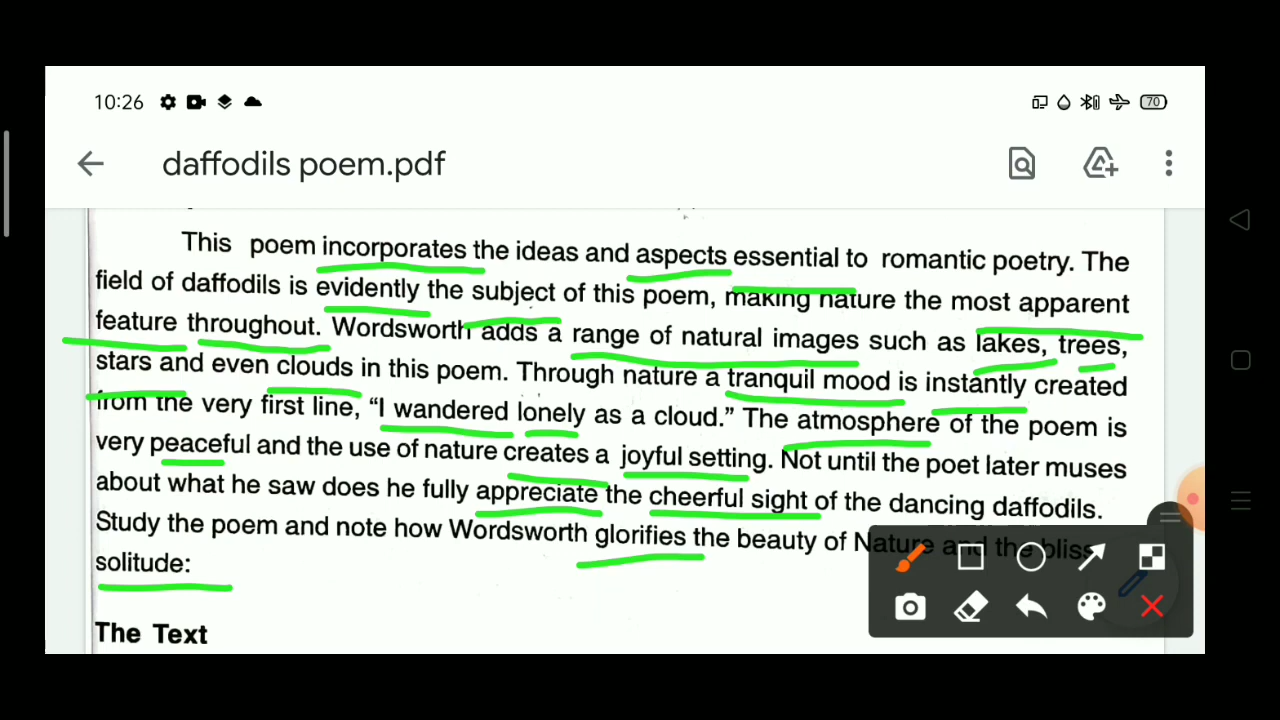 10:26
70
daffodils poem.pdf
This poem incorporates the ideas and aspects essential to romantic poetry. The
field of daffodils is evidently the subject of this poem, making nature the most apparent
feature throughout. Wordsworth adds a range of natural images such as lakes, trees,
stars and even clouds in this poem. Through nature a tranquil mood is instantly created
from the very first line, “I wandered lonely as a cloud.” The atmosphere of the poem is
very peaceful and the use of nature creates a joyful setting. Not until the poet later muses
about what he saw does he fully appreciate the cheerful sight of the dancing daffodils.
Study the poem and note how Wordsworth glorifies the beauty of Nature and the bliss
solitude:
The Text